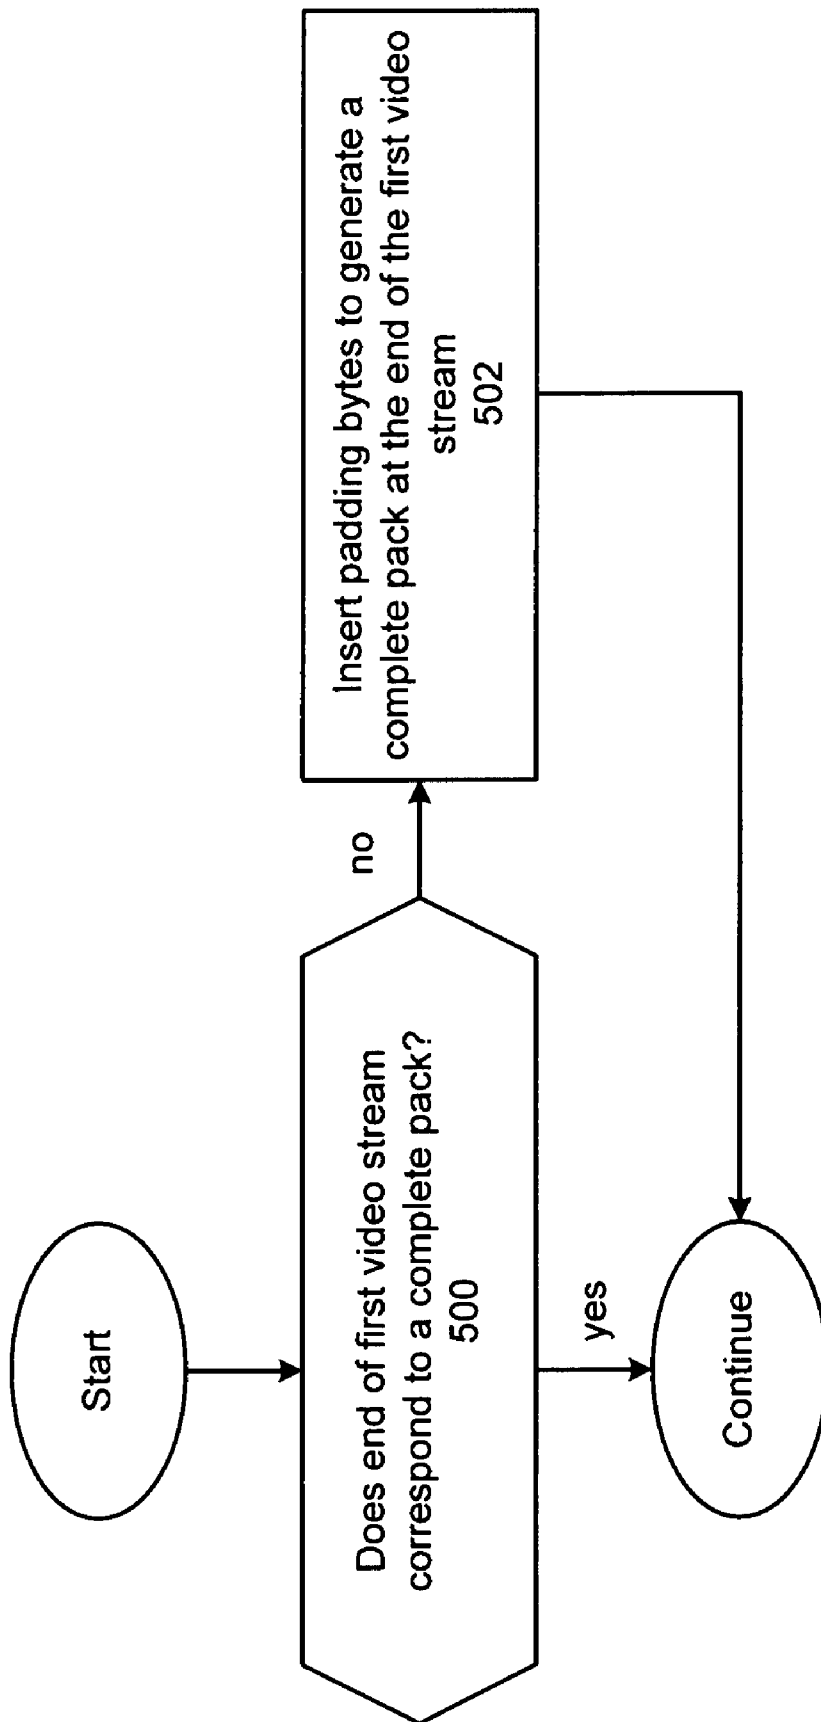 Start
Does end of first video stream
correspond to a complete pack?
500
no
Insert padding bytes to generate a
complete pack at the end of the first video
stream
502
yes
Continue